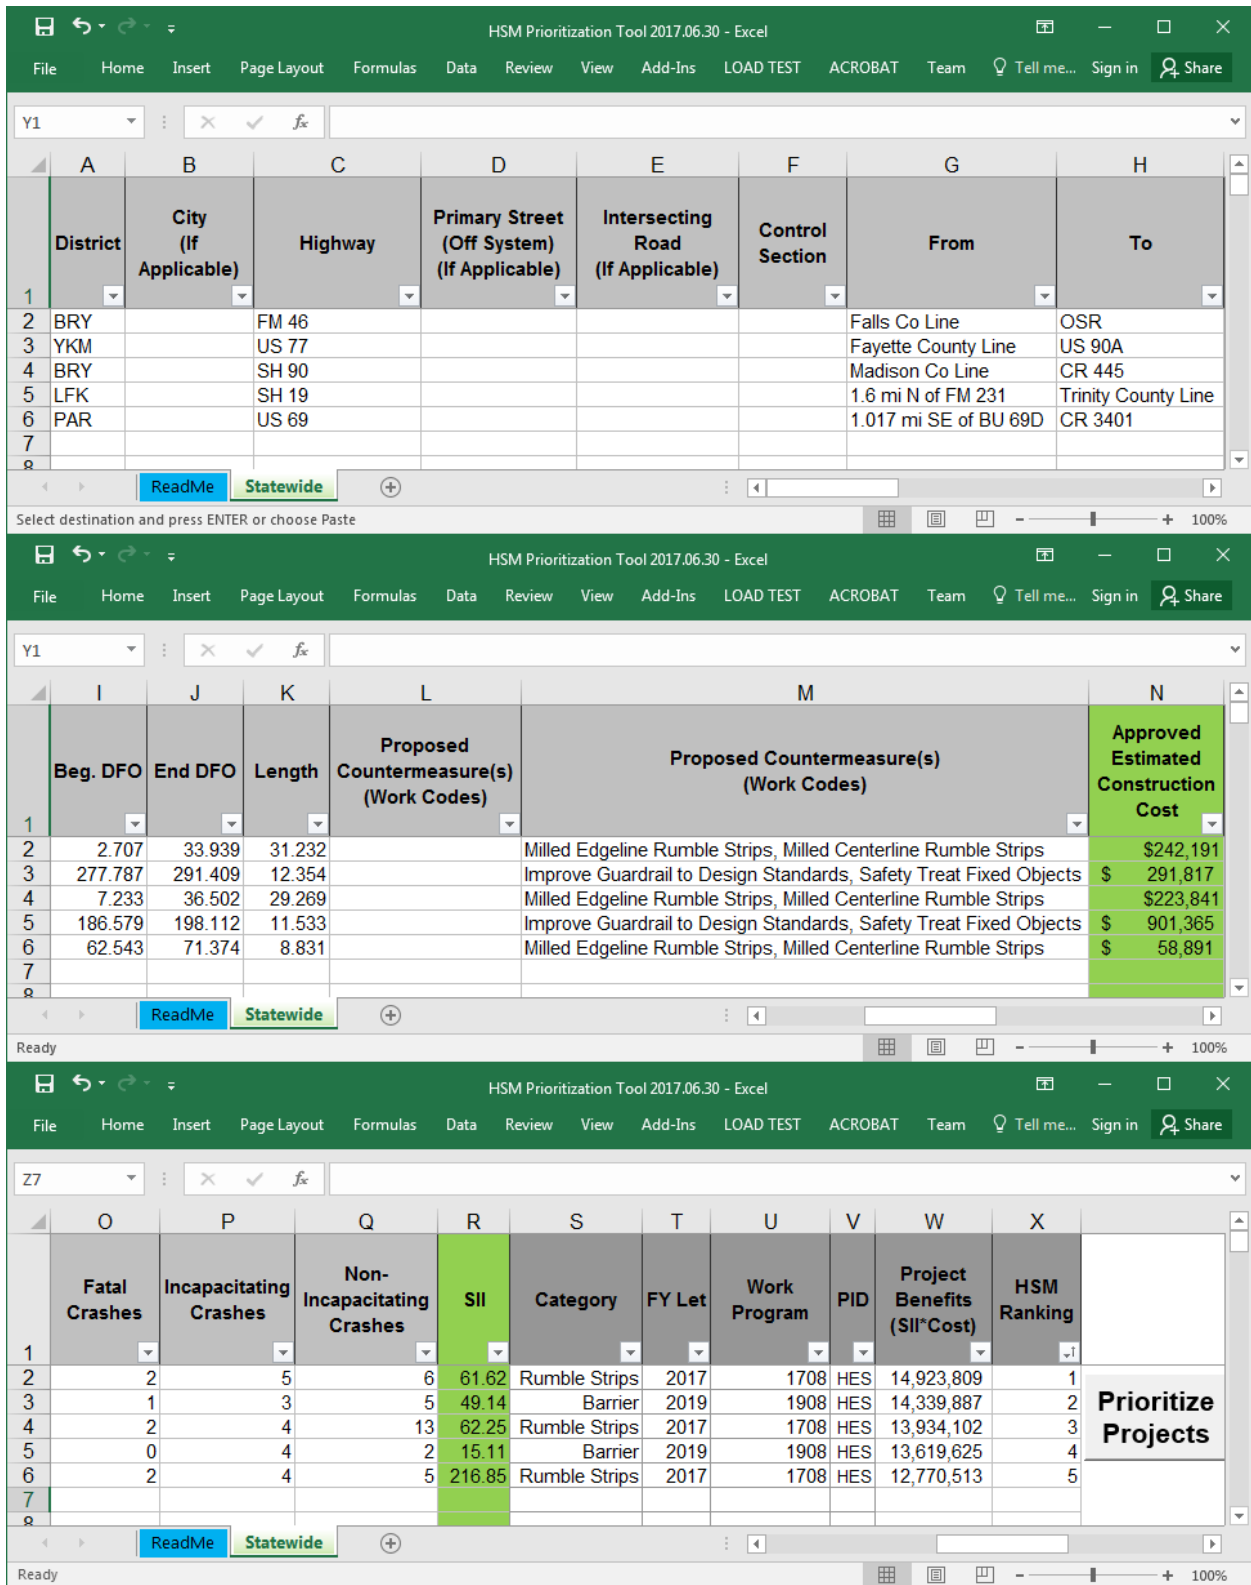 HSM Prioritization Tool 2017.06.30 - Excel
File Home Insert Page Layout Formulas Data Review View Add-Ins LOAD TEST ACROBAT Team Tell me... Sign in Share
Y1 fx
A B C D E F G H
1 District City (If Applicable) Highway Primary Street (Off System) (If Applicable) Intersecting Road (If Applicable) Control Section From To
2 BRY FM 46 Falls Co Line OSR
3 YKM US 77 Fayette County Line US 90A
4 BRY SH 90 Madison Co Line CR 445
5 LFK SH 19 1.6 mi N of FM 231 Trinity County Line
6 PAR US 69 1.017 mi SE of BU 69D CR 3401
7
8
ReadMe Statewide
Select destination and press ENTER or choose Paste 100%
HSM Prioritization Tool 2017.06.30 - Excel
File Home Insert Page Layout Formulas Data Review View Add-Ins LOAD TEST ACROBAT Team Tell me... Sign in Share
Y1 fx
I J K L M N
1 Beg. DFO End DFO Length Proposed Countermeasure(s) (Work Codes) Proposed Countermeasure(s) (Work Codes) Approved Estimated Construction Cost
2 2.707 33.939 31.232 Milled Edgeline Rumble Strips, Milled Centerline Rumble Strips $242,191
3 277.787 291.409 12.354 Improve Guardrail to Design Standards, Safety Treat Fixed Objects $ 291,817
4 7.233 36.502 29.269 Milled Edgeline Rumble Strips, Milled Centerline Rumble Strips $223,841
5 186.579 198.112 11.533 Improve Guardrail to Design Standards, Safety Treat Fixed Objects $ 901,365
6 62.543 71.374 8.831 Milled Edgeline Rumble Strips, Milled Centerline Rumble Strips $ 58,891
7
8
ReadMe Statewide
Ready 100%
HSM Prioritization Tool 2017.06.30 - Excel
File Home Insert Page Layout Formulas Data Review View Add-Ins LOAD TEST ACROBAT Team Tell me... Sign in Share
Z7 fx
O P Q R S T U V W X
1 Fatal Crashes Incapacitating Crashes Non-Incapacitating Crashes SII Category FY Let Work Program PID Project Benefits (SII*Cost) HSM Ranking
2 2 5 6 61.62 Rumble Strips 2017 1708 HES 14,923,809 1
3 1 3 5 49.14 Barrier 2019 1908 HES 14,339,887 2
4 2 4 13 62.25 Rumble Strips 2017 1708 HES 13,934,102 3
5 0 4 2 15.11 Barrier 2019 1908 HES 13,619,625 4
6 2 4 5 216.85 Rumble Strips 2017 1708 HES 12,770,513 5
Prioritize
Projects
7
8
ReadMe Statewide
Ready 100%